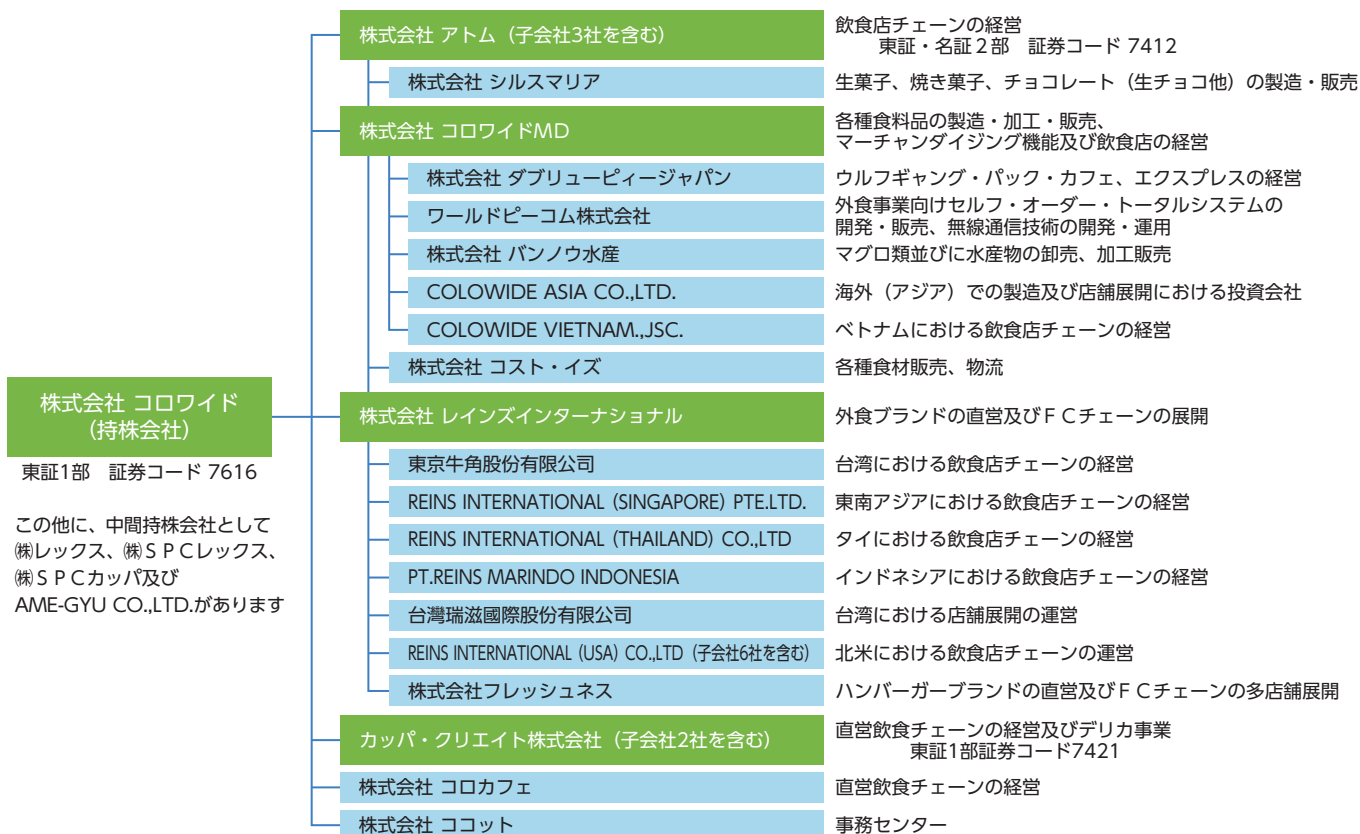 株式会社 アトム（子会社3社を含む）
飲食店チェーンの経営
東証・名証２部　証券コード 7412
株式会社 シルスマリア
生菓子、焼き菓子、チョコレート（生チョコ他）の製造・販売
株式会社 コロワイドMD
各種食料品の製造・加工・販売、
マーチャンダイジング機能及び飲食店の経営
株式会社 ダブリューピィージャパン
ウルフギャング・パック・カフェ、エクスプレスの経営
ワールドピーコム株式会社
外食事業向けセルフ・オーダー・トータルシステムの
開発・販売、無線通信技術の開発・運用
株式会社 バンノウ水産
マグロ類並びに水産物の卸売、加工販売
COLOWIDE ASIA CO.,LTD.
海外（アジア）での製造及び店舗展開における投資会社
COLOWIDE VIETNAM.,JSC.
ベトナムにおける飲食店チェーンの経営
株式会社 コスト・イズ
各種食材販売、物流
株式会社 コロワイド
（持株会社）
東証1部　証券コード 7616
この他に、中間持株会社として
㈱レックス、㈱ＳＰＣレックス、
㈱ＳＰＣカッパ及び
AME-GYU CO.,LTD.があります
株式会社 レインズインターナショナル
外食ブランドの直営及びＦＣチェーンの展開
東京牛角股份有限公司
台湾における飲食店チェーンの経営
REINS INTERNATIONAL（SINGAPORE）PTE.LTD.
東南アジアにおける飲食店チェーンの経営
REINS INTERNATIONAL（THAILAND）CO.,LTD
タイにおける飲食店チェーンの経営
PT.REINS MARINDO INDONESIA
インドネシアにおける飲食店チェーンの経営
台灣瑞滋國際股份有限公司
台湾における店舗展開の運営
REINS INTERNATIONAL（USA）CO.,LTD（子会社6社を含む）
北米における飲食店チェーンの運営
株式会社フレッシュネス
ハンバーガーブランドの直営及びＦＣチェーンの多店舗展開
カッパ・クリエイト株式会社（子会社2社を含む）
直営飲食チェーンの経営及びデリカ事業
東証1部証券コード7421
株式会社 コロカフェ
直営飲食チェーンの経営
株式会社 ココット
事務センター